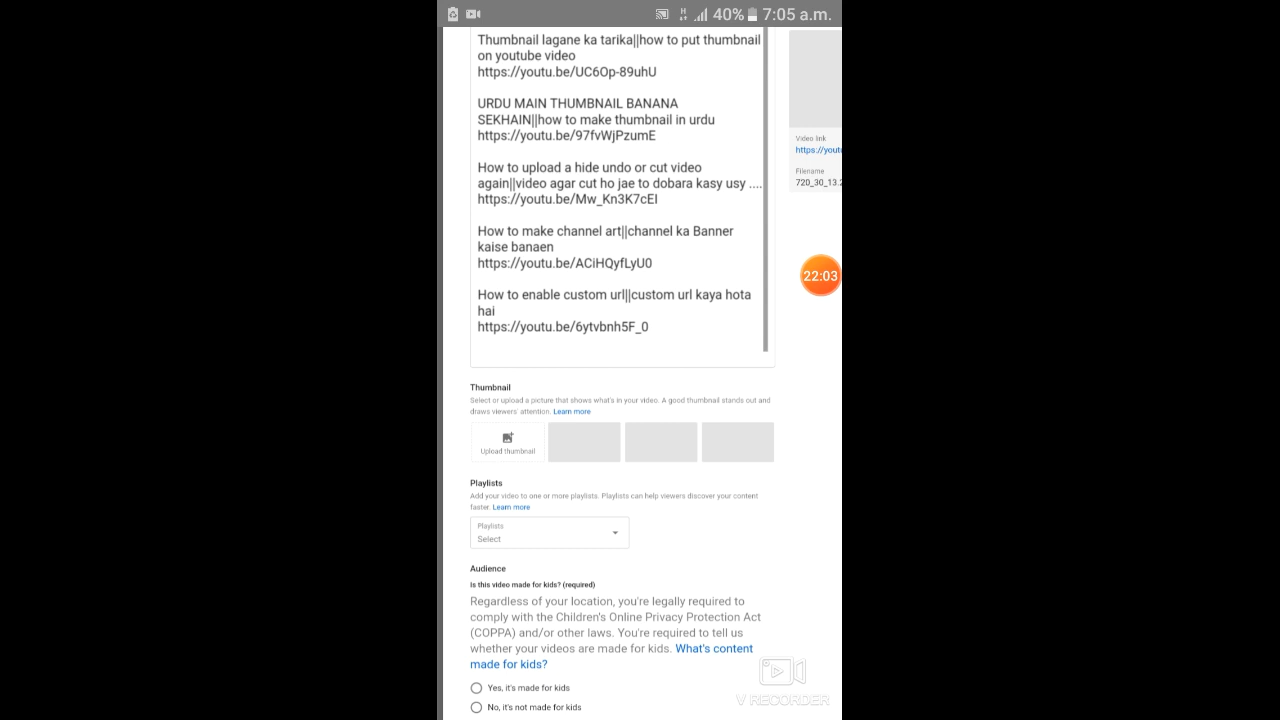 40% 7:05 a.m.
Thumbnail lagane ka tarika||how to put thumbnail
on youtube video
https://youtu.be/UC6Op-89uhU
URDU MAIN THUMBNAIL BANANA
SEKHAIN||how to make thumbnail in urdu
https://youtu.be/97fvWjPzumE
How to upload a hide undo or cut video
again||video agar cut ho jae to dobara kasy usy ....
https://youtu.be/Mw_Kn3K7cEI
How to make channel art||channel ka Banner
kaise banaen
https://youtu.be/ACiHQyfLyU0
How to enable custom url||custom url kaya hota
hai
https://youtu.be/6ytvbnh5F_0
Video link
https://yout
Filename
720_30_13.2
22:03
Thumbnail
Select or upload a picture that shows what's in your video. A good thumbnail stands out and
draws viewers' attention. Learn more
Upload thumbnail
Playlists
Add your video to one or more playlists. Playlists can help viewers discover your content
faster. Learn more
Playlists
Select
Audience
Is this video made for kids? (required)
Regardless of your location, you're legally required to
comply with the Children's Online Privacy Protection Act
(COPPA) and/or other laws. You're required to tell us
whether your videos are made for kids. What's content
made for kids?
Yes, it's made for kids
No, it's not made for kids
V RECORDER